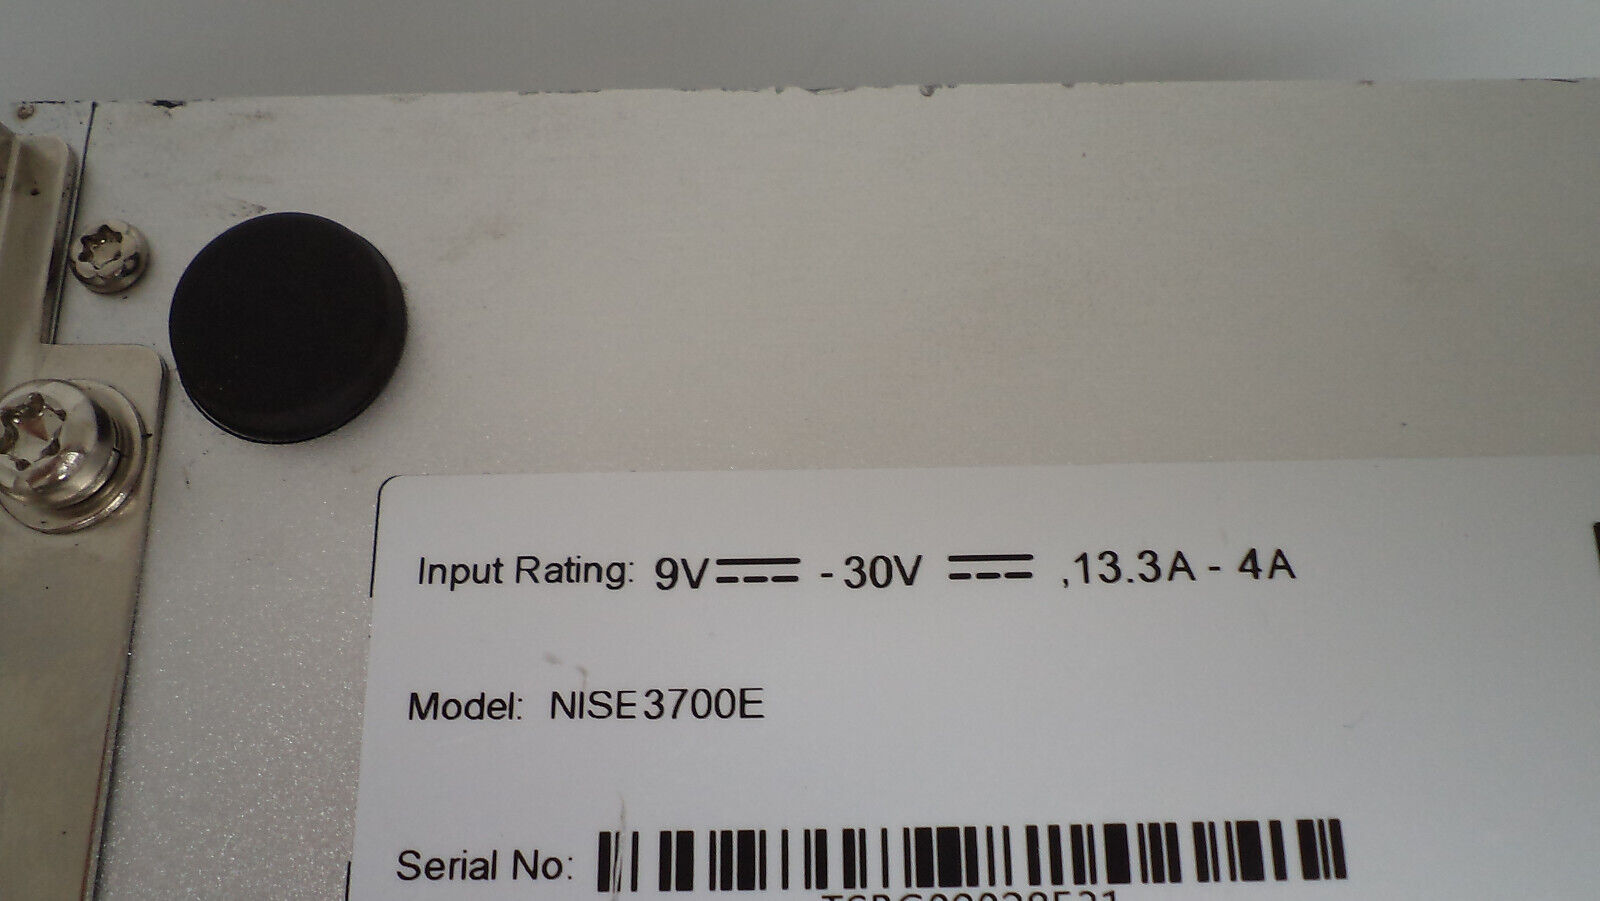 Input Rating: 9V⎓ - 30V ⎓ ,13.3A - 4A
Model: NISE3700E
Serial No: